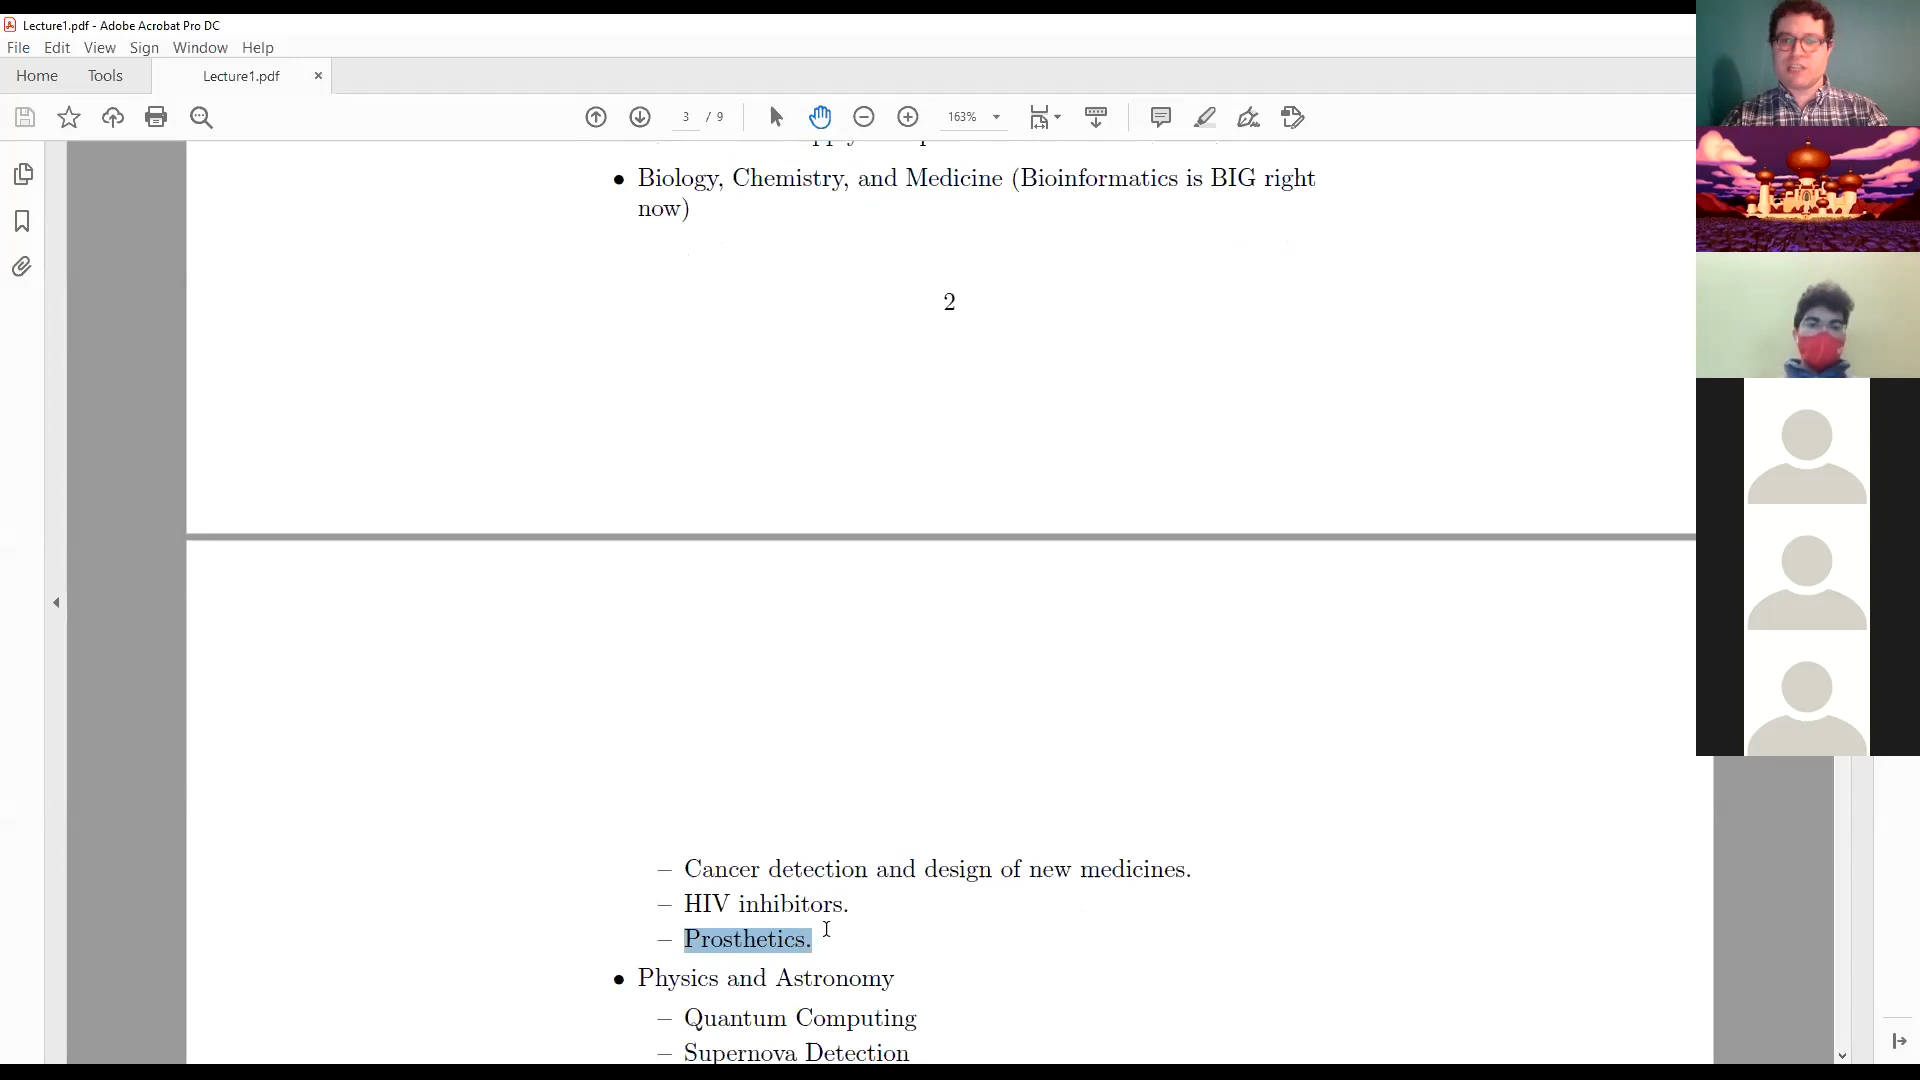 Lecture1.pdf - Adobe Acrobat Pro DC
File Edit View Sign Window Help
Home Tools Lecture1.pdf ×
3 / 9 163%
• Biology, Chemistry, and Medicine (Bioinformatics is BIG right
now)
2
– Cancer detection and design of new medicines.
– HIV inhibitors.
– Prosthetics.
• Physics and Astronomy
– Quantum Computing
– Supernova Detection